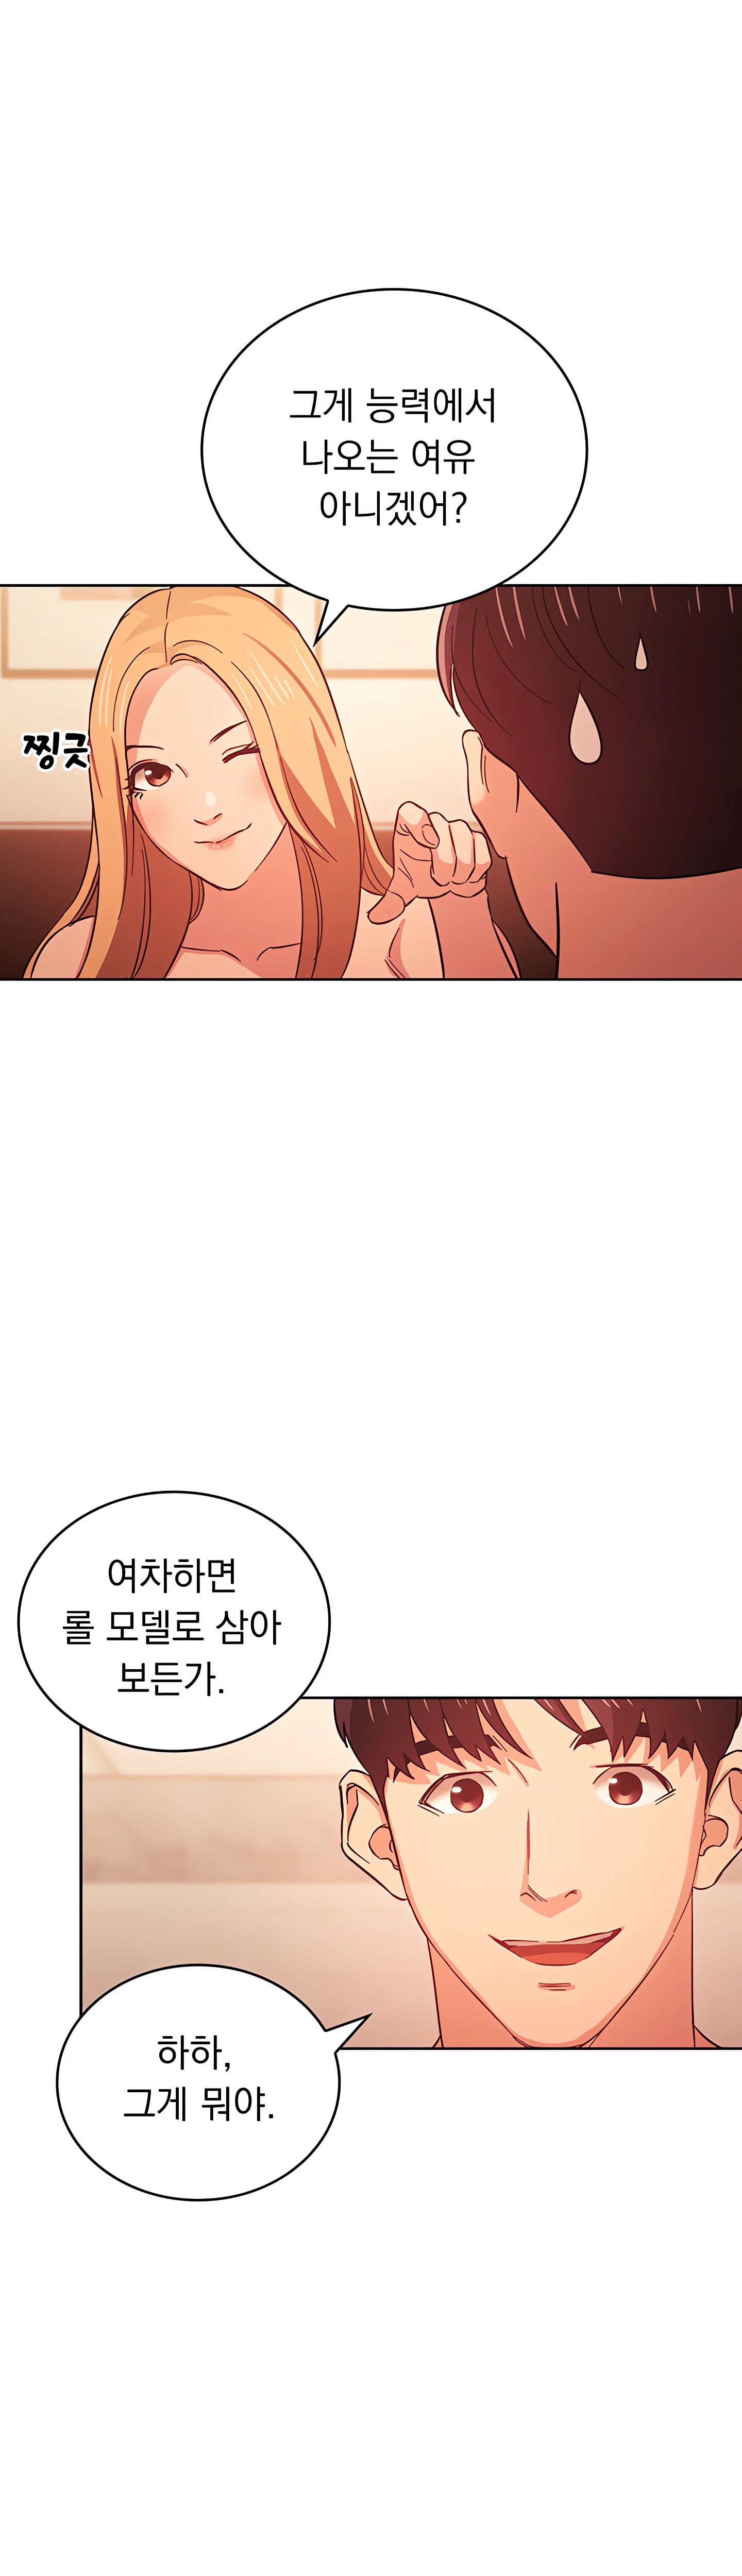 그게 능력에서
나오는 여유
아니겠어?
찡긋
여차하면
롤 모델로 삼아
보든가.
하하,
그게 뭐야.